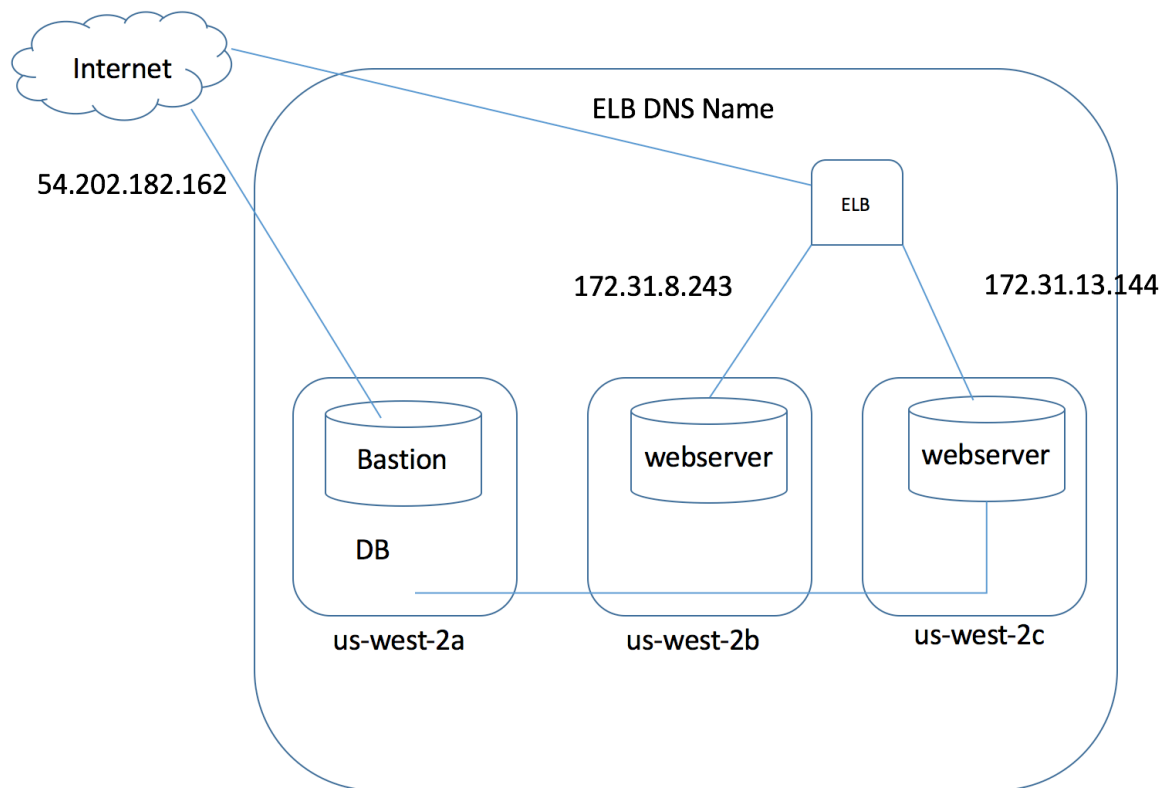 Internet
ELB DNS Name
54.202.182.162
ELB
172.31.8.243
172.31.13.144
Bastion
webserver
webserver
DB
us-west-2a
us-west-2b
us-west-2c